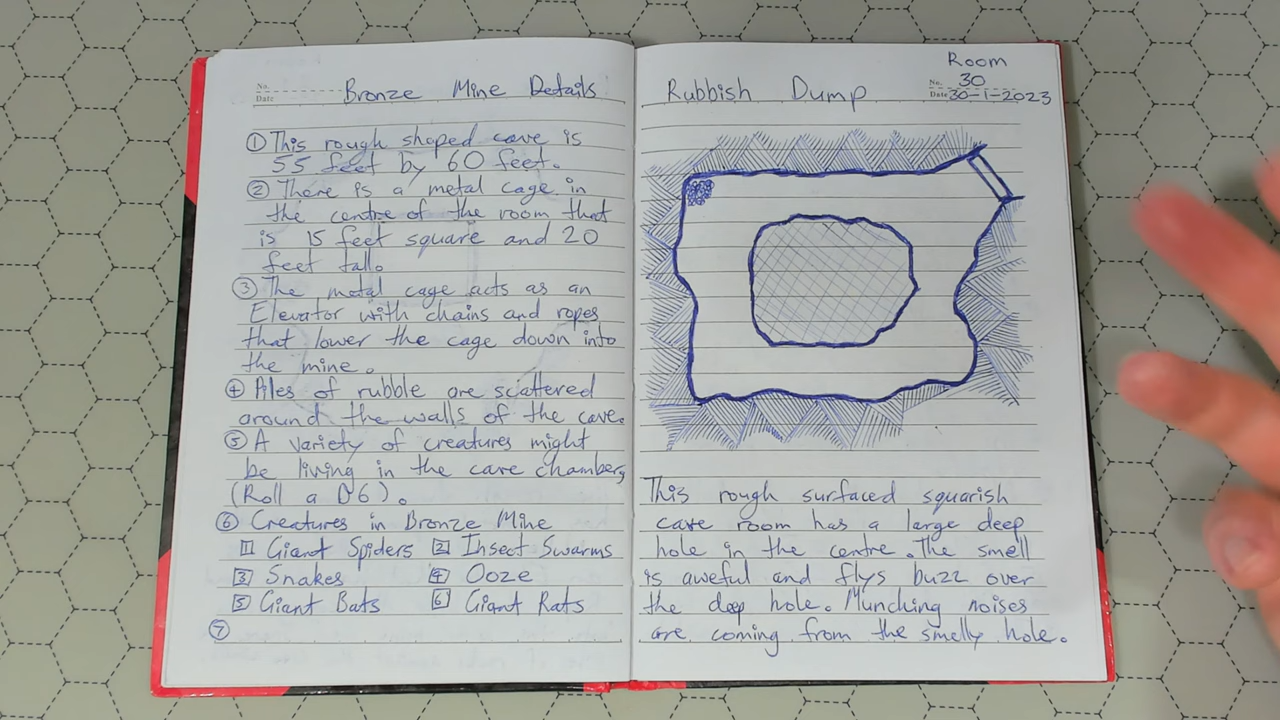 No.
Date
Bronze Mine Details
① This rough shaped cave is
55 feet by 60 feet.
② There is a metal cage in
the centre of the room that
is 15 feet square and 20
feet tall.
③ The metal cage acts as an
Elevator with chains and ropes
that lower the cage down into
the mine.
④ Piles of rubble are scattered
around the walls of the cave.
⑤ A variety of creatures might
be living in the cave chamber,
(Roll a D6).
⑥ Creatures in Bronze Mine
1 Giant Spiders 2 Insect Swarms
3 Snakes 4 Ooze
5 Giant Bats 6 Giant Rats
⑦
Rubbish Dump
Room
No. 30
Date 30-1-2023
This rough surfaced squarish
cave room has a large deep
hole in the centre. The smell
is aweful and flys buzz over
the deep hole. Munching noises
are coming from the smelly hole.